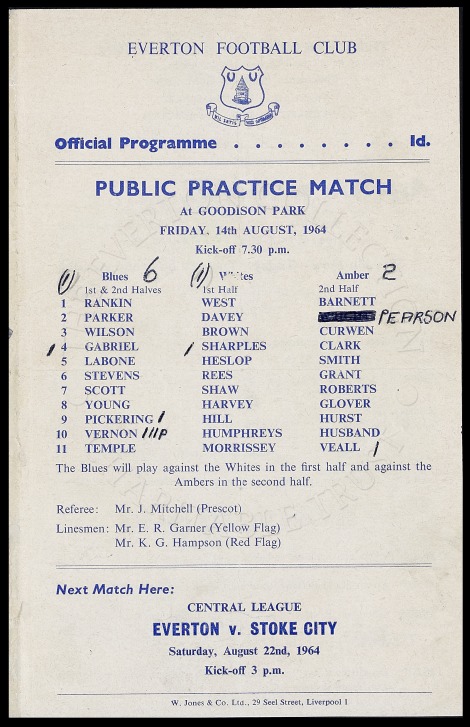 EVERTON FOOTBALL CLUB
Official Programme . . . . . . . . 1d.
PUBLIC PRACTICE MATCH
At GOODISON PARK
FRIDAY, 14th AUGUST, 1964
Kick-off 7.30 p.m.
(1) Blues 6 (1) Whites Amber 2
1st & 2nd Halves 1st Half 2nd Half
1 RANKIN WEST BARNETT
2 PARKER DAVEY PEARSON
3 WILSON BROWN CURWEN
1 4 GABRIEL 1 SHARPLES CLARK
5 LABONE HESLOP SMITH
6 STEVENS REES GRANT
7 SCOTT SHAW ROBERTS
8 YOUNG HARVEY GLOVER
9 PICKERING 1 HILL HURST
10 VERNON 111P HUMPHREYS HUSBAND
11 TEMPLE MORRISSEY VEALL 1
The Blues will play against the Whites in the first half and against the
Ambers in the second half.
Referee: Mr. J. Mitchell (Prescot)
Linesmen: Mr. E. R. Garner (Yellow Flag)
Mr. K. G. Hampson (Red Flag)
Next Match Here:
CENTRAL LEAGUE
EVERTON v. STOKE CITY
Saturday, August 22nd, 1964
Kick-off 3 p.m.
W. Jones & Co. Ltd., 29 Seel Street, Liverpool 1